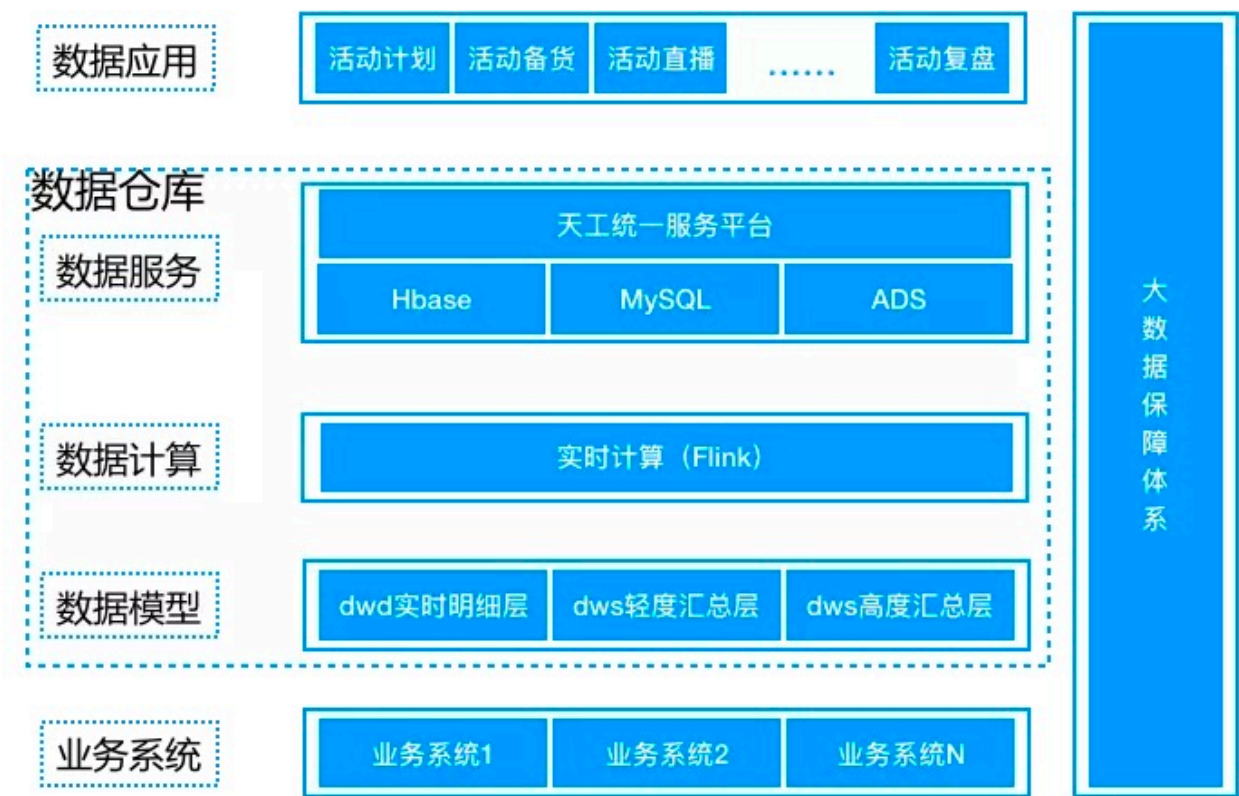 数据应用
活动计划 活动备货 活动直播 ...... 活动复盘
数据仓库
数据服务
天工统一服务平台
Hbase MySQL ADS
数据计算
实时计算（Flink）
数据模型
dwd实时明细层 dws轻度汇总层 dws高度汇总层
业务系统
业务系统1 业务系统2 业务系统N
大数据保障体系